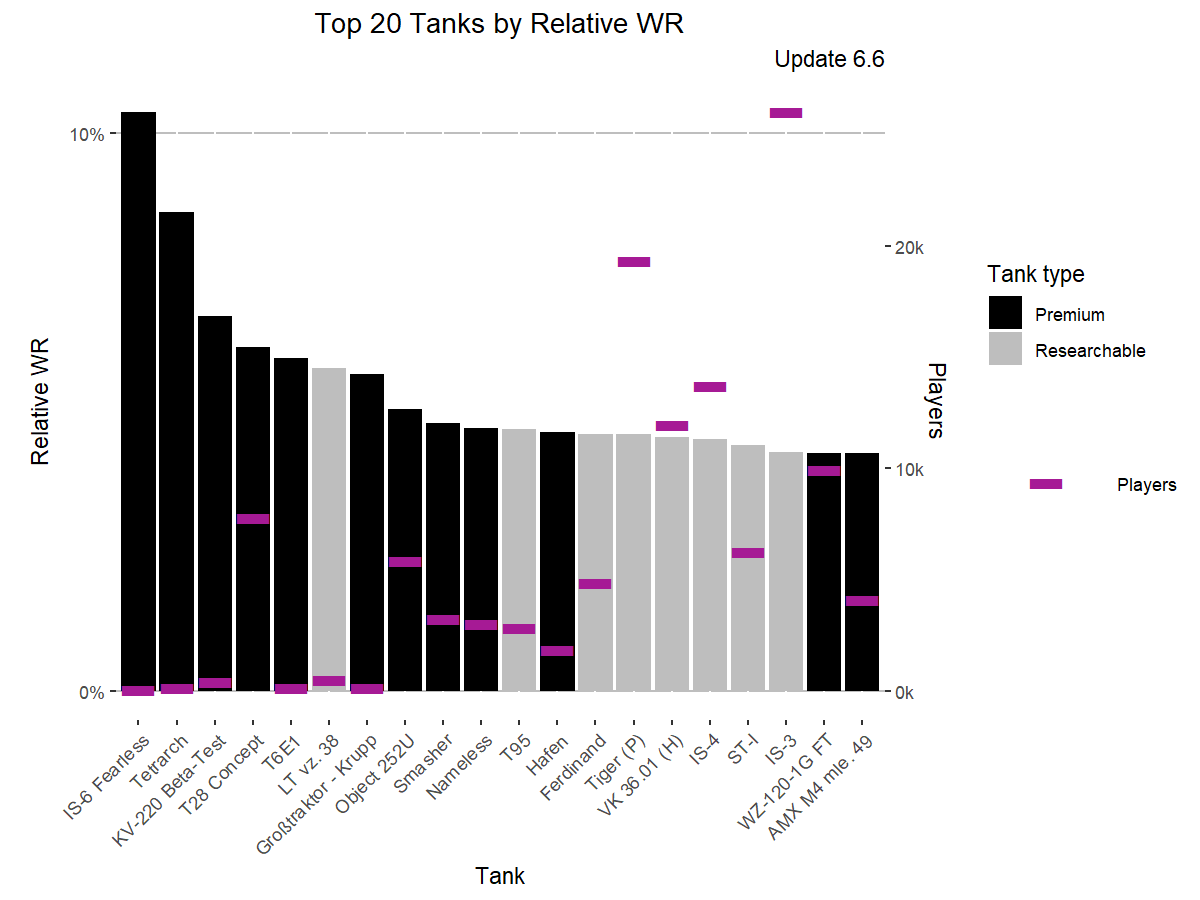 Top 20 Tanks by Relative WR
Update 6.6
10%
0%
Relative WR
20k
10k
0k
Players
IS-6 Fearless
Tetrarch
KV-220 Beta-Test
T28 Concept
T6E1
LT vz. 38
Großtraktor - Krupp
Object 252U
Smasher
Nameless
T95
Hafen
Ferdinand
Tiger (P)
VK 36.01 (H)
IS-4
ST-I
IS-3
WZ-120-1G FT
AMX M4 mle. 49
Tank
Tank type
Premium
Researchable
Players